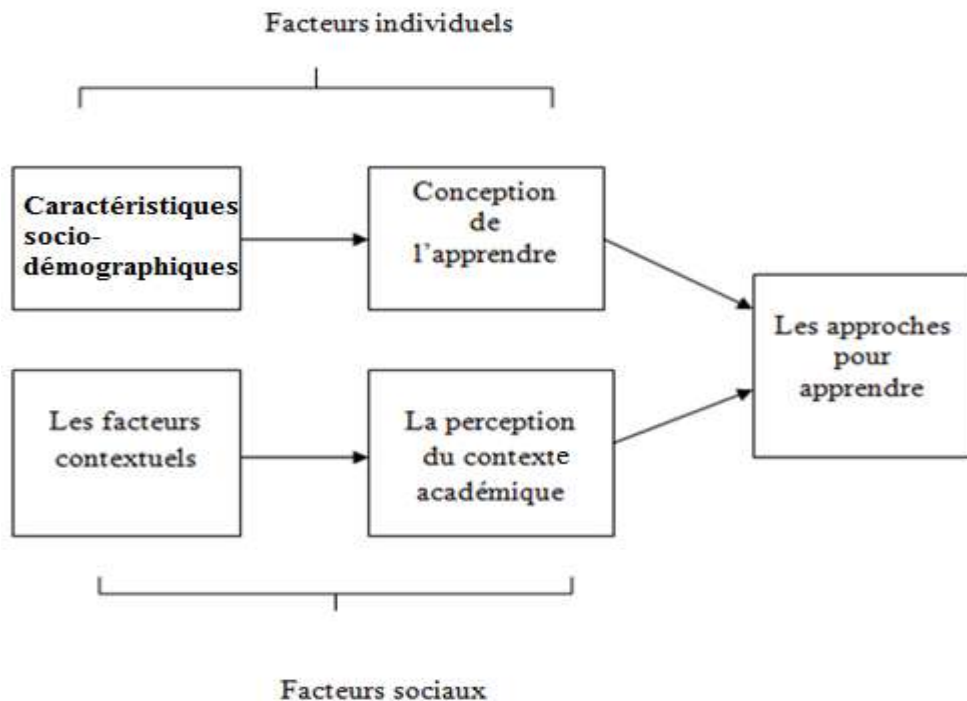 Facteurs individuels
Caractéristiques
socio-
démographiques
Conception
de
l'apprendre
Les approches
pour
apprendre
Les facteurs
contextuels
La perception
du contexte
académique
Facteurs sociaux